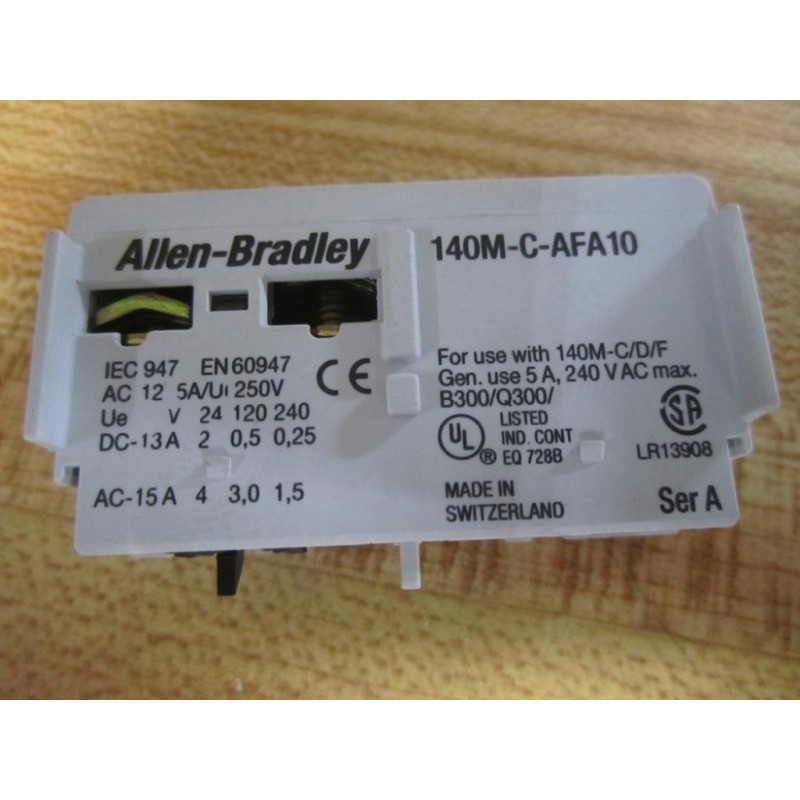 Allen-Bradley
140M-C-AFA10
IEC 947 EN 60947
AC 12 5A/U 250V
Ue V 24 120 240
DC-13 A 2 0,5 0,25
AC-15 A 4 3,0 1,5
CE
For use with 140M-C/D/F
Gen. use 5 A, 240 V AC max.
B300/Q300/
UL ®
LISTED
IND. CONT
EQ 728B
SA
LR13908
MADE IN
SWITZERLAND
Ser A